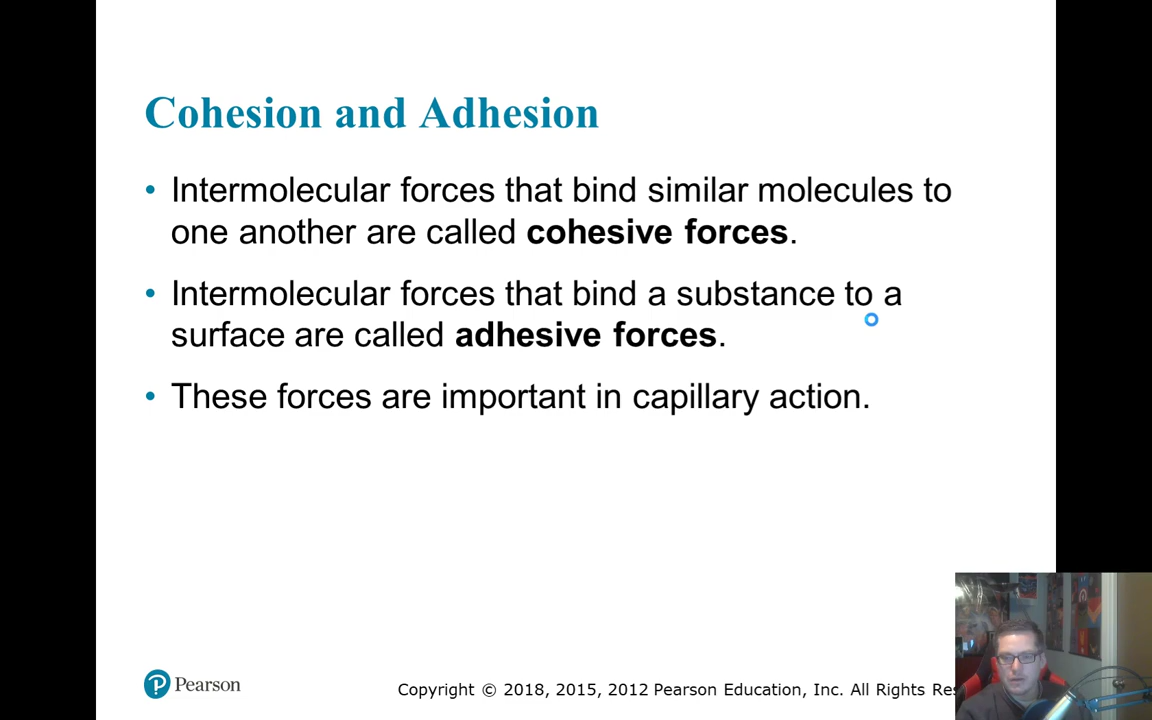 Cohesion and Adhesion
• Intermolecular forces that bind similar molecules to
one another are called cohesive forces.
• Intermolecular forces that bind a substance to a
surface are called adhesive forces.
• These forces are important in capillary action.
Pearson
Copyright © 2018, 2015, 2012 Pearson Education, Inc. All Rights